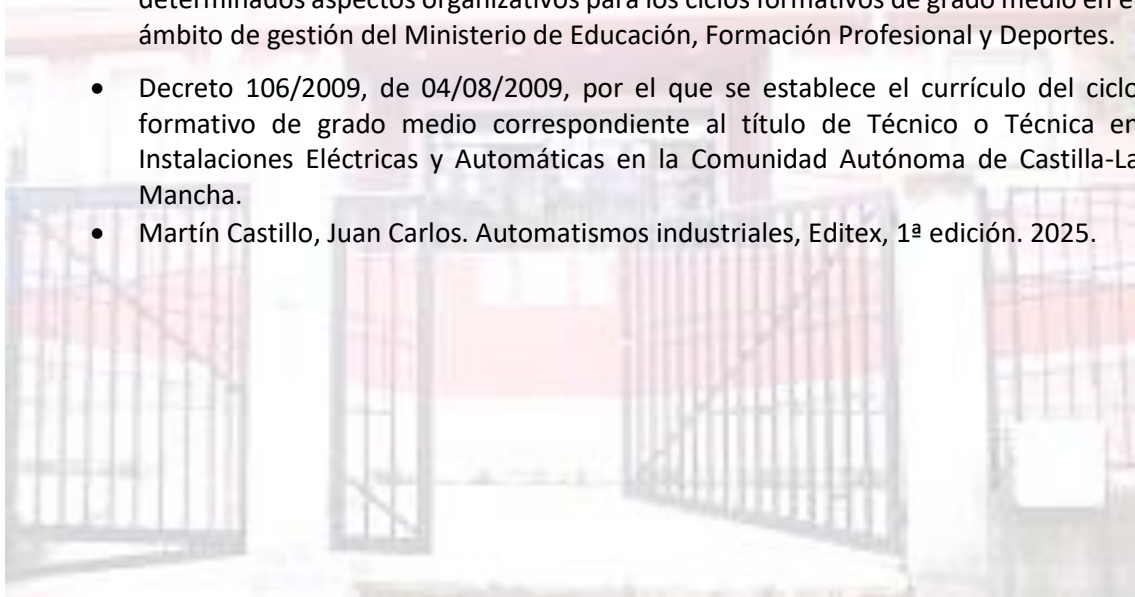 determinados aspectos organizativos para los ciclos formativos de grado medio en el
ámbito de gestión del Ministerio de Educación, Formación Profesional y Deportes.
• Decreto 106/2009, de 04/08/2009, por el que se establece el currículo del ciclo
formativo de grado medio correspondiente al título de Técnico o Técnica en
Instalaciones Eléctricas y Automáticas en la Comunidad Autónoma de Castilla-La
Mancha.
• Martín Castillo, Juan Carlos. Automatismos industriales, Editex, 1ª edición. 2025.